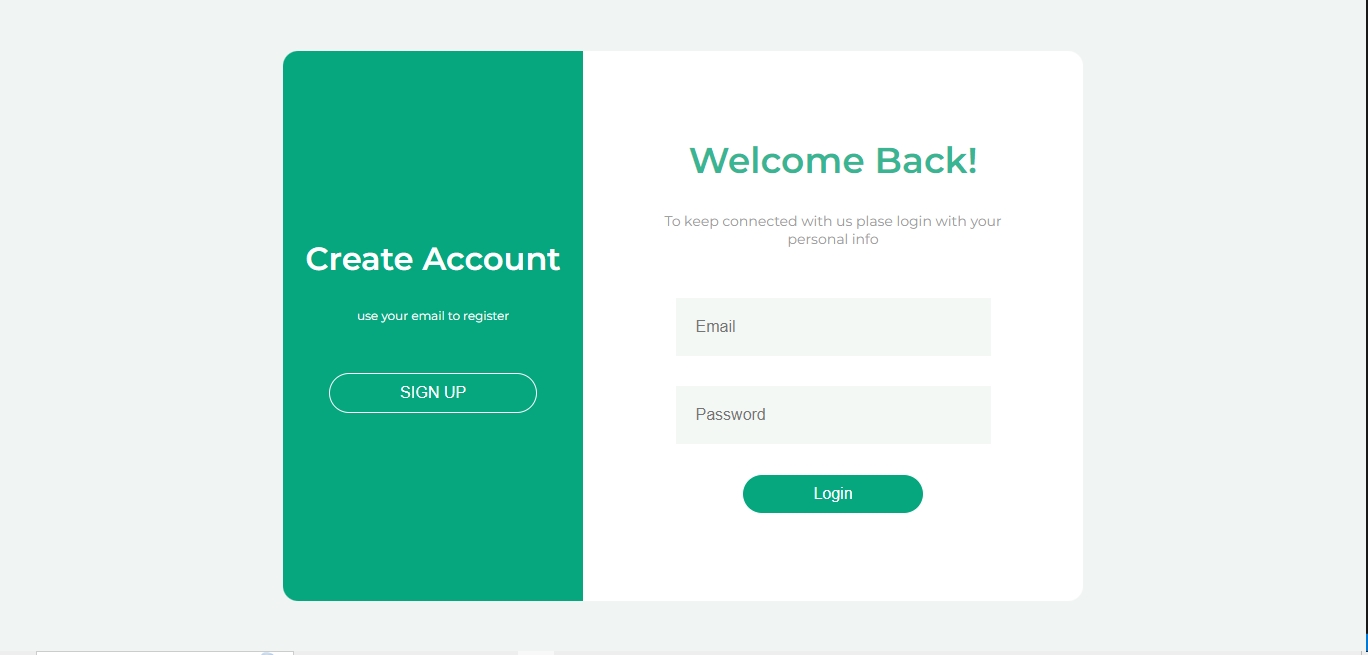 Create Account
use your email to register
SIGN UP
Welcome Back!
To keep connected with us plase login with your
personal info
Email
Password
Login